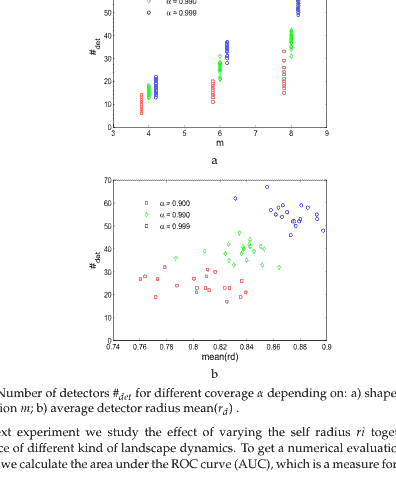 α = 0.990
α = 0.999
50
40
30
20
10
0
3 4 5 6 7 8 9
#det
m
a
70
60
50
40
30
20
10
0
α = 0.900
α = 0.990
α = 0.999
#det
0.74 0.76 0.78 0.8 0.82 0.84 0.86 0.88 0.9
mean(rd)
b
Number of detectors #det for different coverage α depending on: a) shape
ion m; b) average detector radius mean(rd) .
ext experiment we study the effect of varying the self radius ri toge
ce of different kind of landscape dynamics. To get a numerical evaluatio
we calculate the area under the ROC curve (AUC), which is a measure for